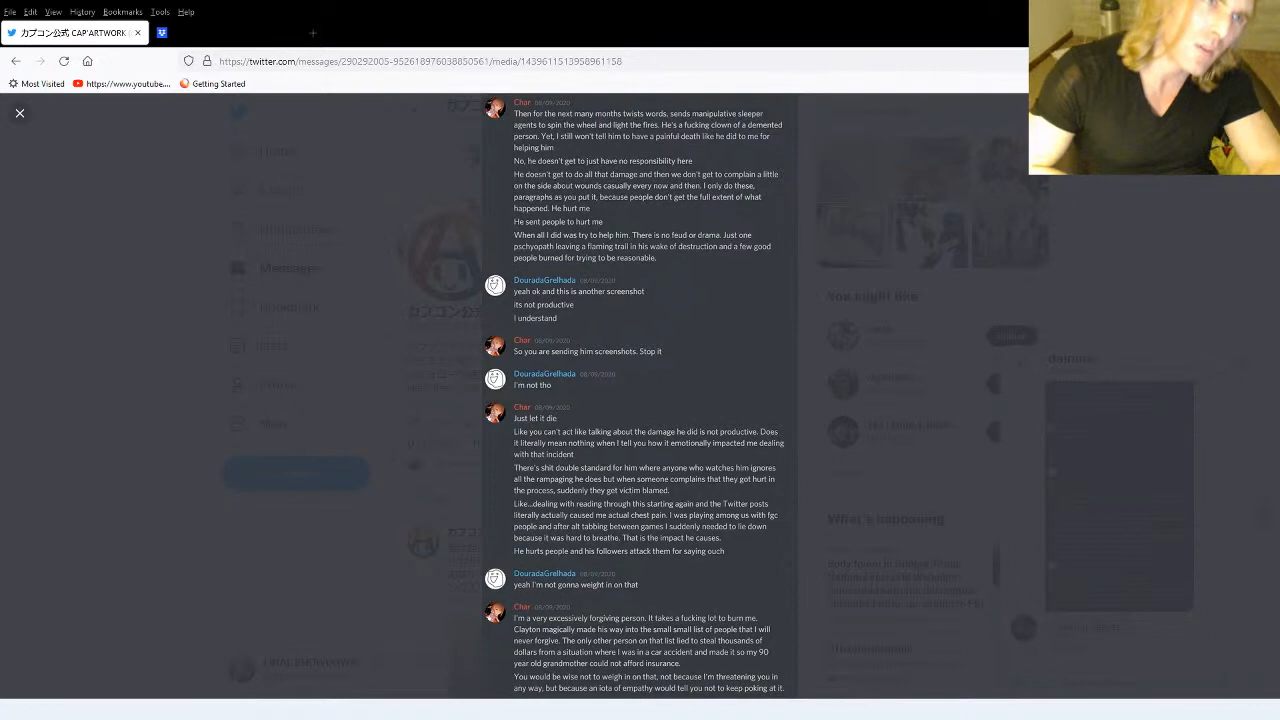 File Edit View History Bookmarks Tools Help
カプコン公式 CAP'ARTWORK
https://twitter.com/messages/290292005-952618976038850561/media/1439611513958961158
Most Visited https://www.youtube.... Getting Started
Char 08/09/2020
Then for the next many months twists words, sends manipulative sleeper
agents to spin the wheel and light the fires. He's a fucking clown of a demented
person. Yet, I still won't tell him to have a painful death like he did to me for
helping him
No, he doesn't get to just have no responsibility here
He doesn't get to do all that damage and then we don't get to complain a little
on the side about wounds casually every now and then. I only do these,
paragraphs as you put it, because people don't get the full extent of what
happened. He hurt me
He sent people to hurt me
When all I did was try to help him. There is no feud or drama. Just one
pschyopath leaving a flaming trail in his wake of destruction and a few good
people burned for trying to be reasonable.
DouradaGrelhada 08/09/2020
yeah ok and this is another screenshot
its not productive
I understand
Char 08/09/2020
So you are sending him screenshots. Stop it
DouradaGrelhada 08/09/2020
I'm not tho
Char 08/09/2020
Just let it die
Like you can't act like talking about the damage he did is not productive. Does
it literally mean nothing when I tell you how it emotionally impacted me dealing
with that incident
There's shit double standard for him where anyone who watches him ignores
all the rampaging he does but when someone complains that they got hurt in
the process, suddenly they get victim blamed.
Like...dealing with reading through this starting again and the Twitter posts
literally actually caused me actual chest pain. I was playing among us with fgc
people and after alt tabbing between games I suddenly needed to lie down
because it was hard to breathe. That is the impact he causes.
He hurts people and his followers attack them for saying ouch
DouradaGrelhada 08/09/2020
yeah I'm not gonna weight in on that
Char 08/09/2020
I'm a very excessively forgiving person. It takes a fucking lot to burn me.
Clayton magically made his way into the small small list of people that I will
never forgive. The only other person on that list lied to steal thousands of
dollars from a situation where I was in a car accident and made it so my 90
year old grandmother could not afford insurance.
You would be wise not to weigh in on that, not because I'm threatening you in
any way, but because an iota of empathy would tell you not to keep poking at it.
Messages
You might like
What's happening